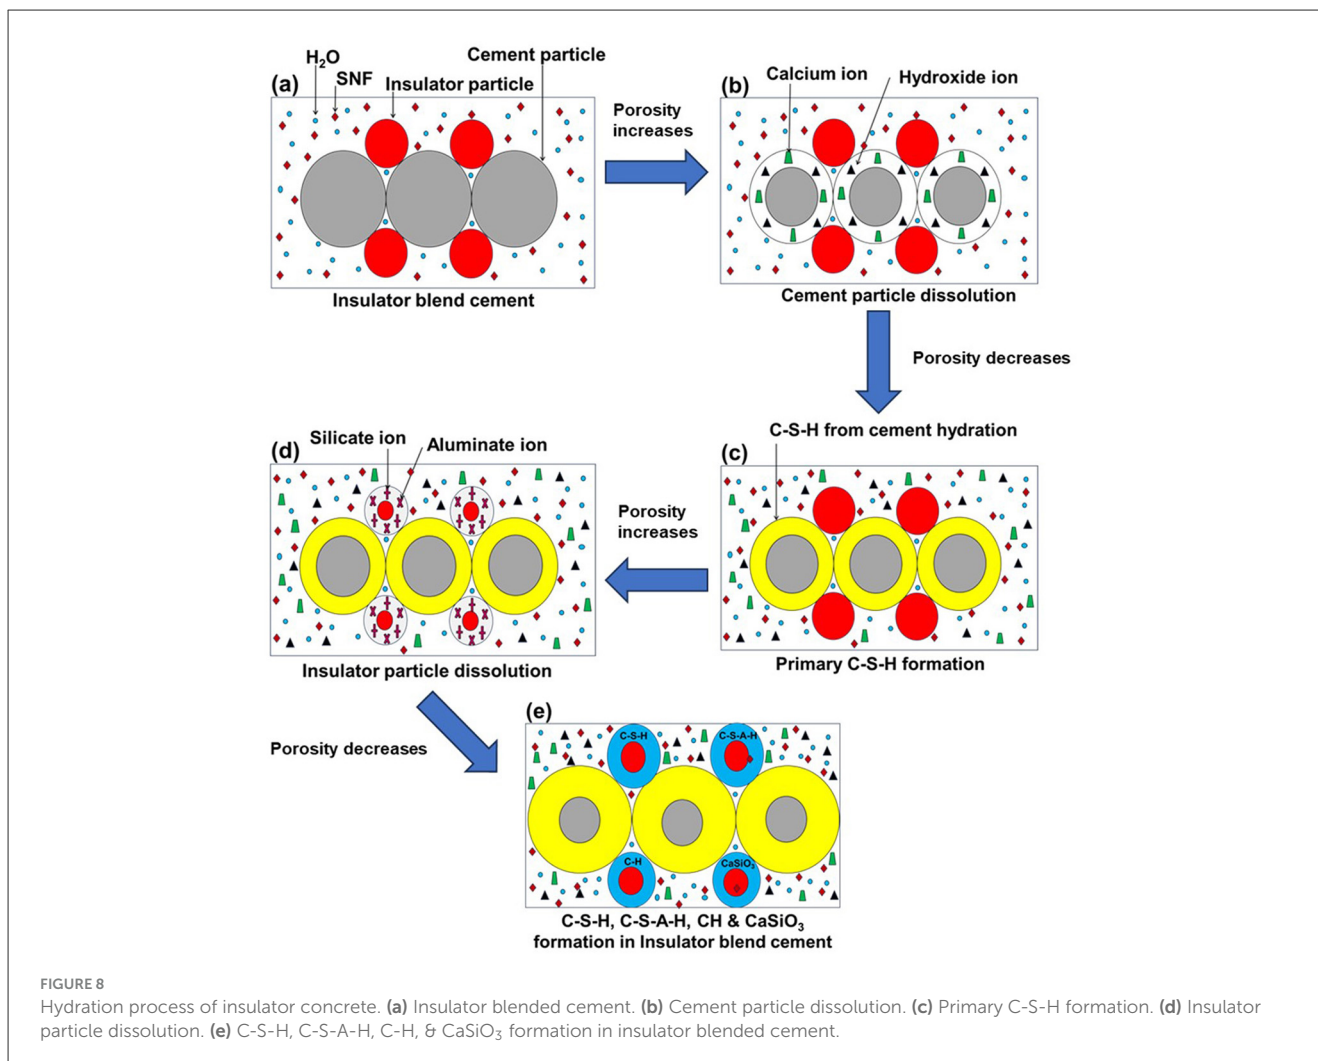 (a)
H₂O
SNF
Insulator particle
Cement particle
Insulator blend cement
Porosity
increases
(b)
Calcium ion
Hydroxide ion
Cement particle dissolution
Porosity decreases
C-S-H from cement hydration
(c)
Primary C-S-H formation
Porosity
increases
(d)
Silicate ion
Aluminate ion
Insulator particle dissolution
Porosity decreases
(e)
C-S-H
C-S-A-H
C-H
CaSiO₃
C-S-H, C-S-A-H, CH & CaSiO₃
formation in Insulator blend cement
FIGURE 8
Hydration process of insulator concrete. (a) Insulator blended cement. (b) Cement particle dissolution. (c) Primary C-S-H formation. (d) Insulator
particle dissolution. (e) C-S-H, C-S-A-H, C-H, & CaSiO₃ formation in insulator blended cement.